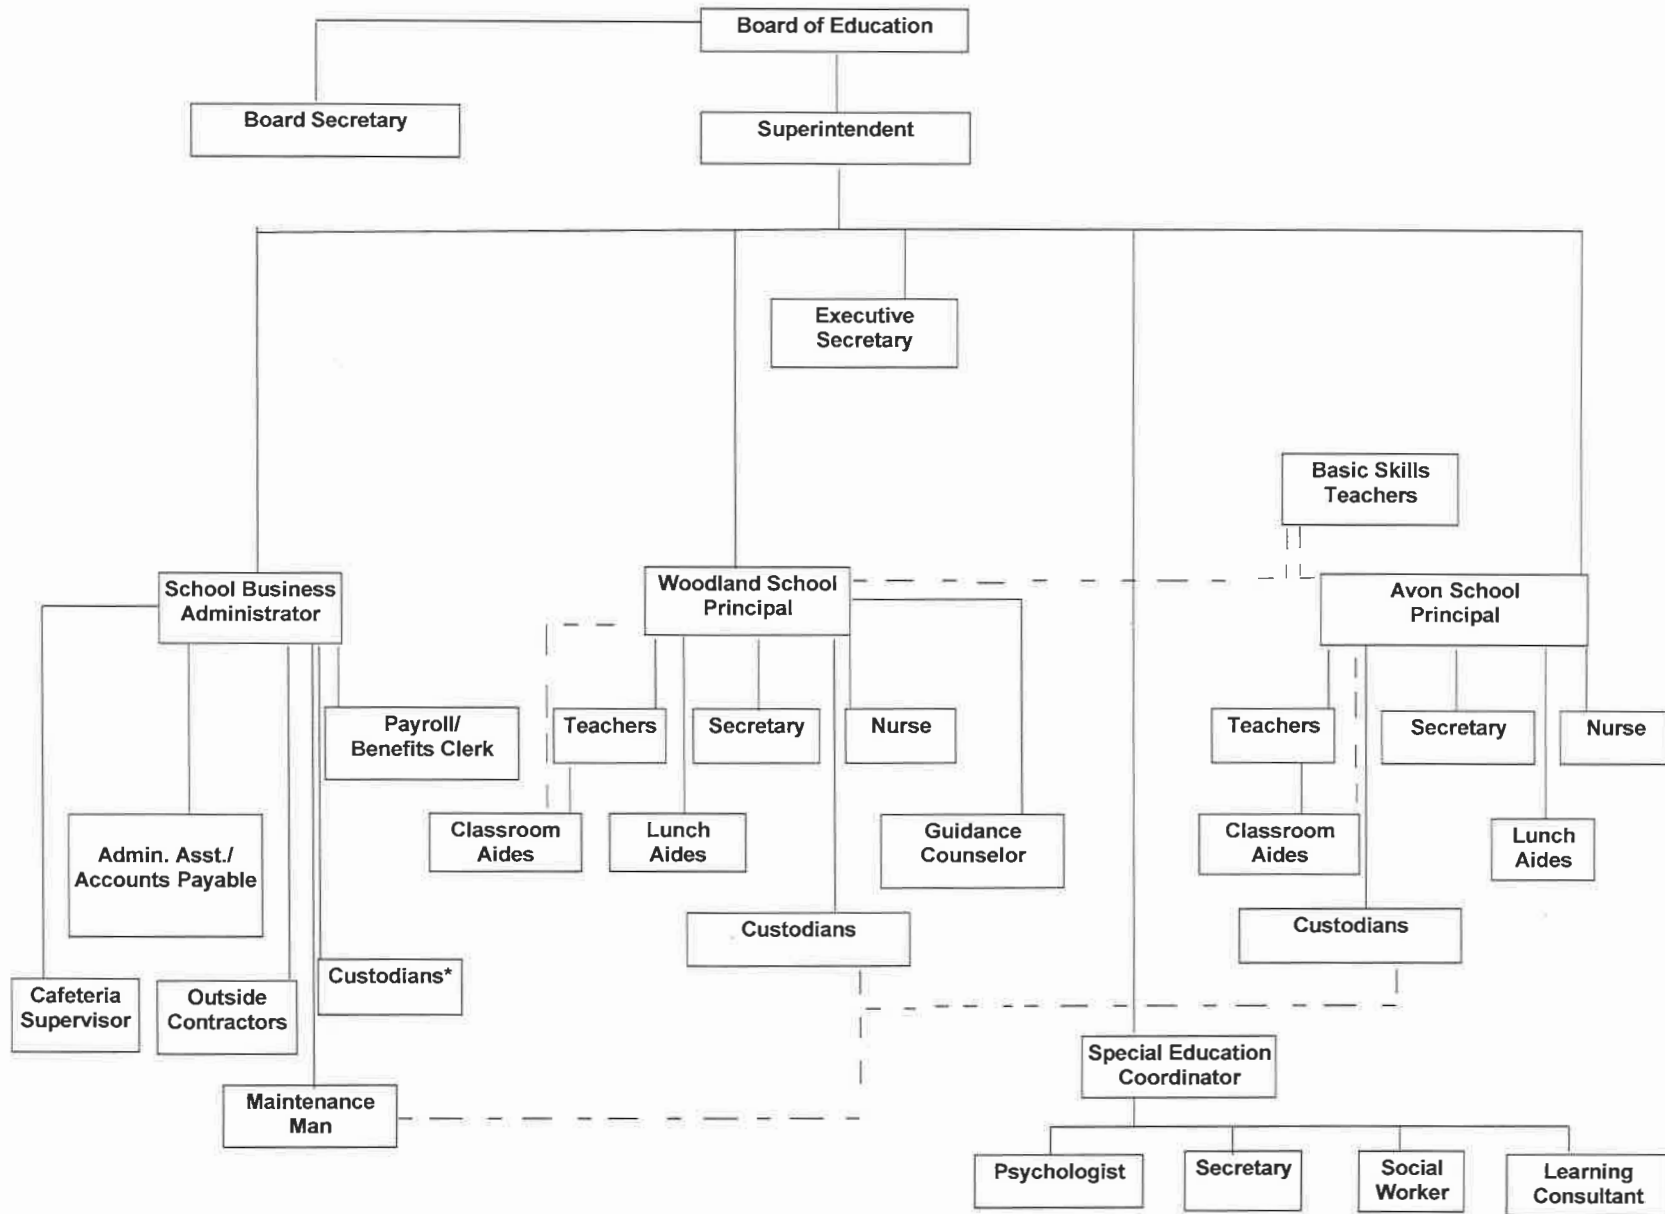 Board of Education
Board Secretary
Superintendent
Executive
Secretary
Basic Skills
Teachers
School Business
Administrator
Woodland School
Principal
Avon School
Principal
Payroll/
Benefits Clerk
Teachers
Secretary
Nurse
Teachers
Secretary
Nurse
Admin. Asst./
Accounts Payable
Classroom
Aides
Lunch
Aides
Guidance
Counselor
Classroom
Aides
Lunch
Aides
Custodians
Custodians
Cafeteria
Supervisor
Outside
Contractors
Custodians*
Special Education
Coordinator
Maintenance
Man
Psychologist
Secretary
Social
Worker
Learning
Consultant